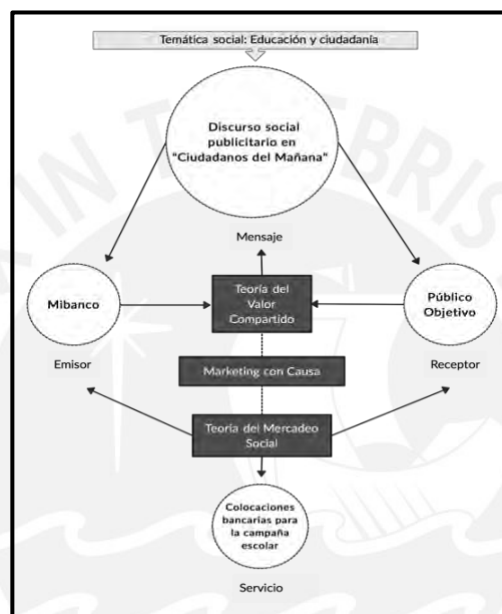 Temática social: Educación y ciudadanía
Discurso social
publicitario en
"Ciudadanos del Mañana"
Mensaje
Mibanco
Teoría del
Valor
Compartido
Público
Objetivo
Emisor
Receptor
Marketing con Causa
Teoría del Mercadeo
Social
Colocaciones
bancarias para
la campaña
escolar
Servicio